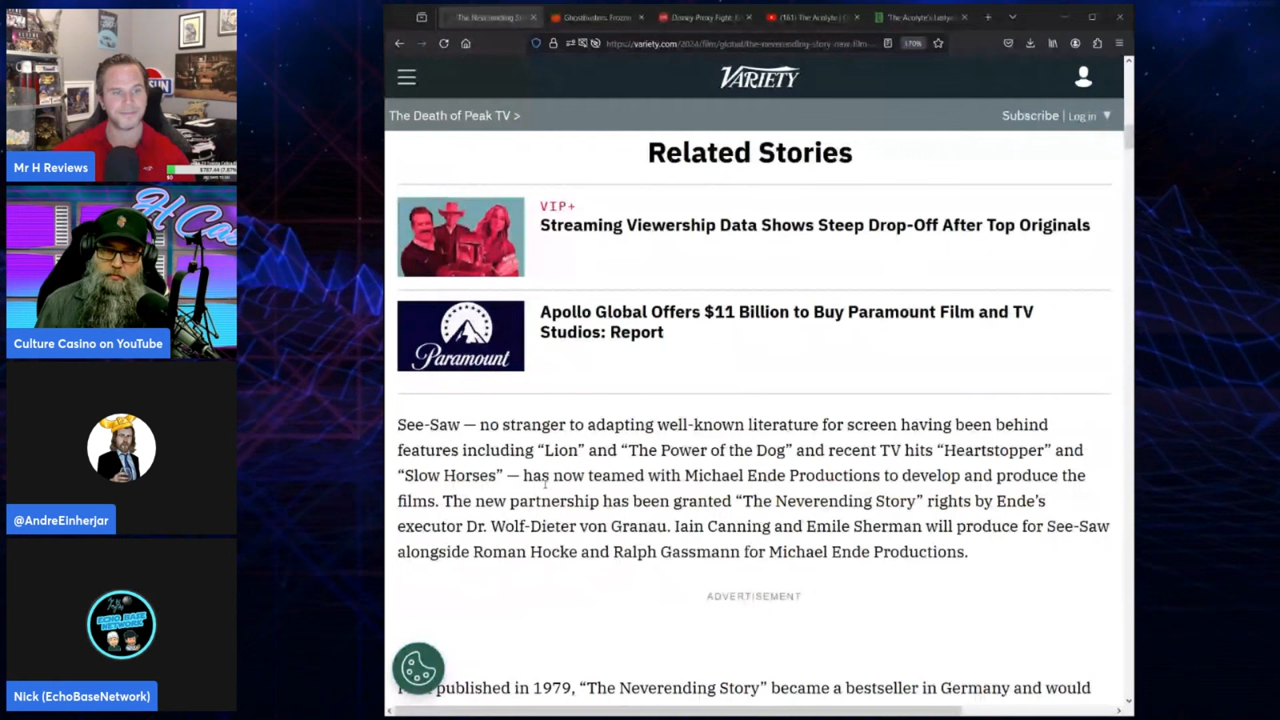 Mr H Reviews
Culture Casino on YouTube
@AndreEinherjar
ECHO BASE
NETWORK
Nick (EchoBaseNetwork)
The Neverending St
Ghostbusters: Frozen
Disney Proxy Fight:
(161) The Acolyte |
https://variety.com/2024/film/global/the-neverending-story-new-film-
170%
VARIETY
The Death of Peak TV >
Subscribe | Log in
Related Stories
VIP+
Streaming Viewership Data Shows Steep Drop-Off After Top Originals
Paramount
Apollo Global Offers $11 Billion to Buy Paramount Film and TV
Studios: Report
See-Saw — no stranger to adapting well-known literature for screen having been behind
features including “Lion” and “The Power of the Dog” and recent TV hits “Heartstopper” and
“Slow Horses” — has now teamed with Michael Ende Productions to develop and produce the
films. The new partnership has been granted “The Neverending Story” rights by Ende’s
executor Dr. Wolf-Dieter von Granau. Iain Canning and Emile Sherman will produce for See-Saw
alongside Roman Hocke and Ralph Gassmann for Michael Ende Productions.
ADVERTISEMENT
published in 1979, “The Neverending Story” became a bestseller in Germany and would